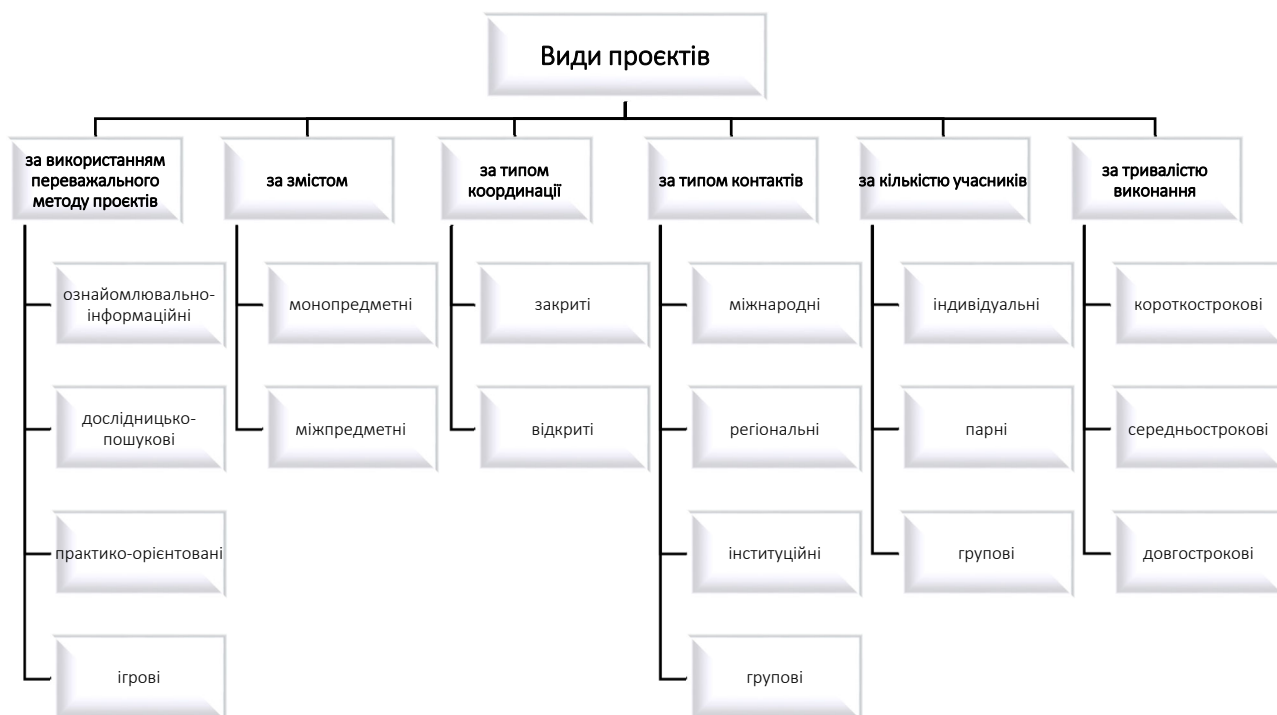 Види проєктів
за використанням
переважального
методу проєктів
за змістом
за типом
координації
за типом контактів
за кількістю учасників
за тривалістю
виконання
ознайомлювально-
інформаційні
монопредметні
закриті
міжнародні
індивідуальні
короткострокові
дослідницько-
пошукові
міжпредметні
відкриті
регіональні
парні
середньострокові
практико-орієнтовані
інституційні
групові
довгострокові
ігрові
групові